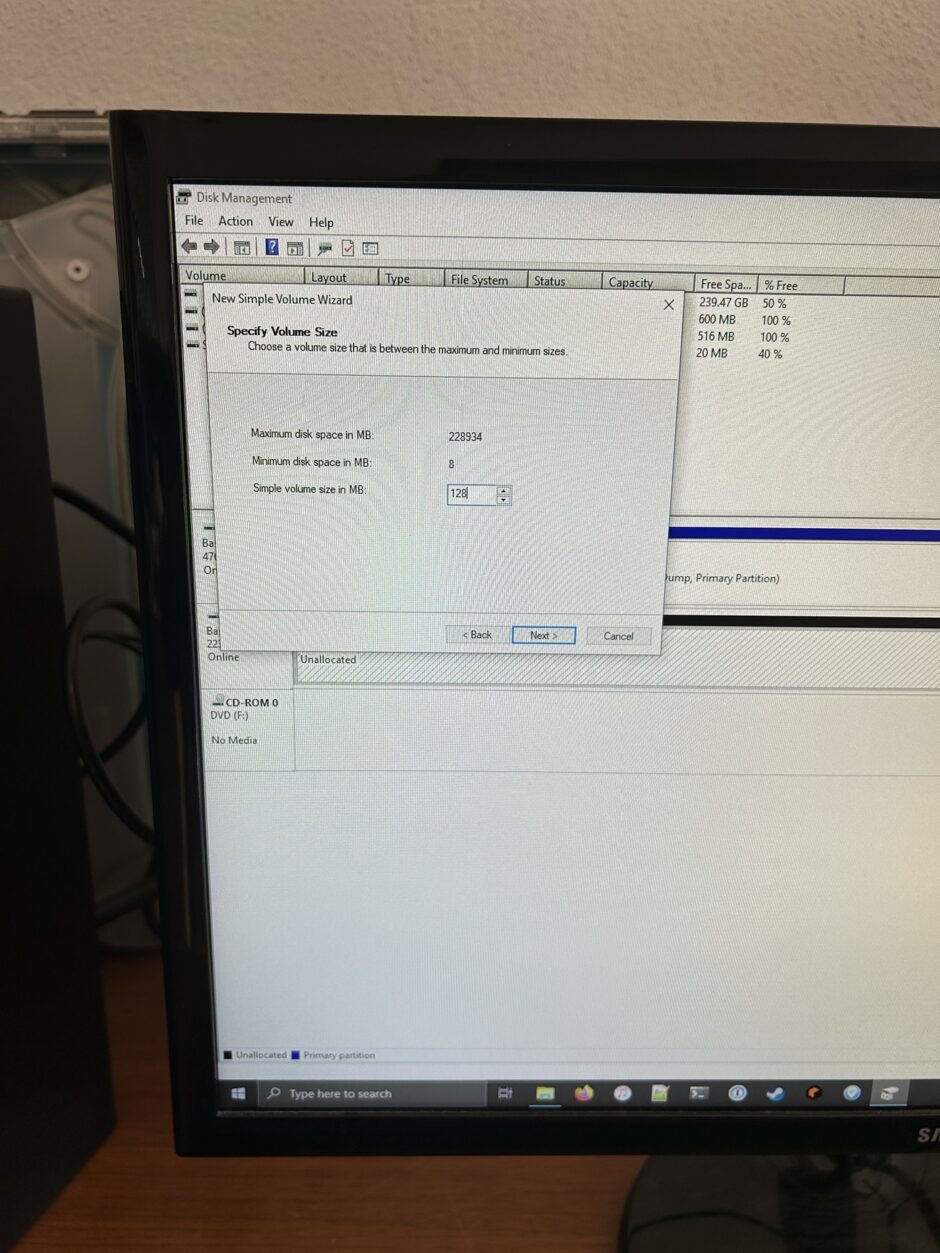 Disk Management
File Action View Help
Volume Layout Type File System Status Capacity Free Spa... % Free
239.47 GB 50 %
600 MB 100 %
516 MB 100 %
20 MB 40 %
New Simple Volume Wizard
Specify Volume Size
Choose a volume size that is between the maximum and minimum sizes.
Maximum disk space in MB: 228934
Minimum disk space in MB: 8
Simple volume size in MB: 128
< Back Next > Cancel
Ba
Or
ump, Primary Partition)
Ba
22
Online
Unallocated
CD-ROM 0
DVD (F:)
No Media
Unallocated Primary partition
Type here to search